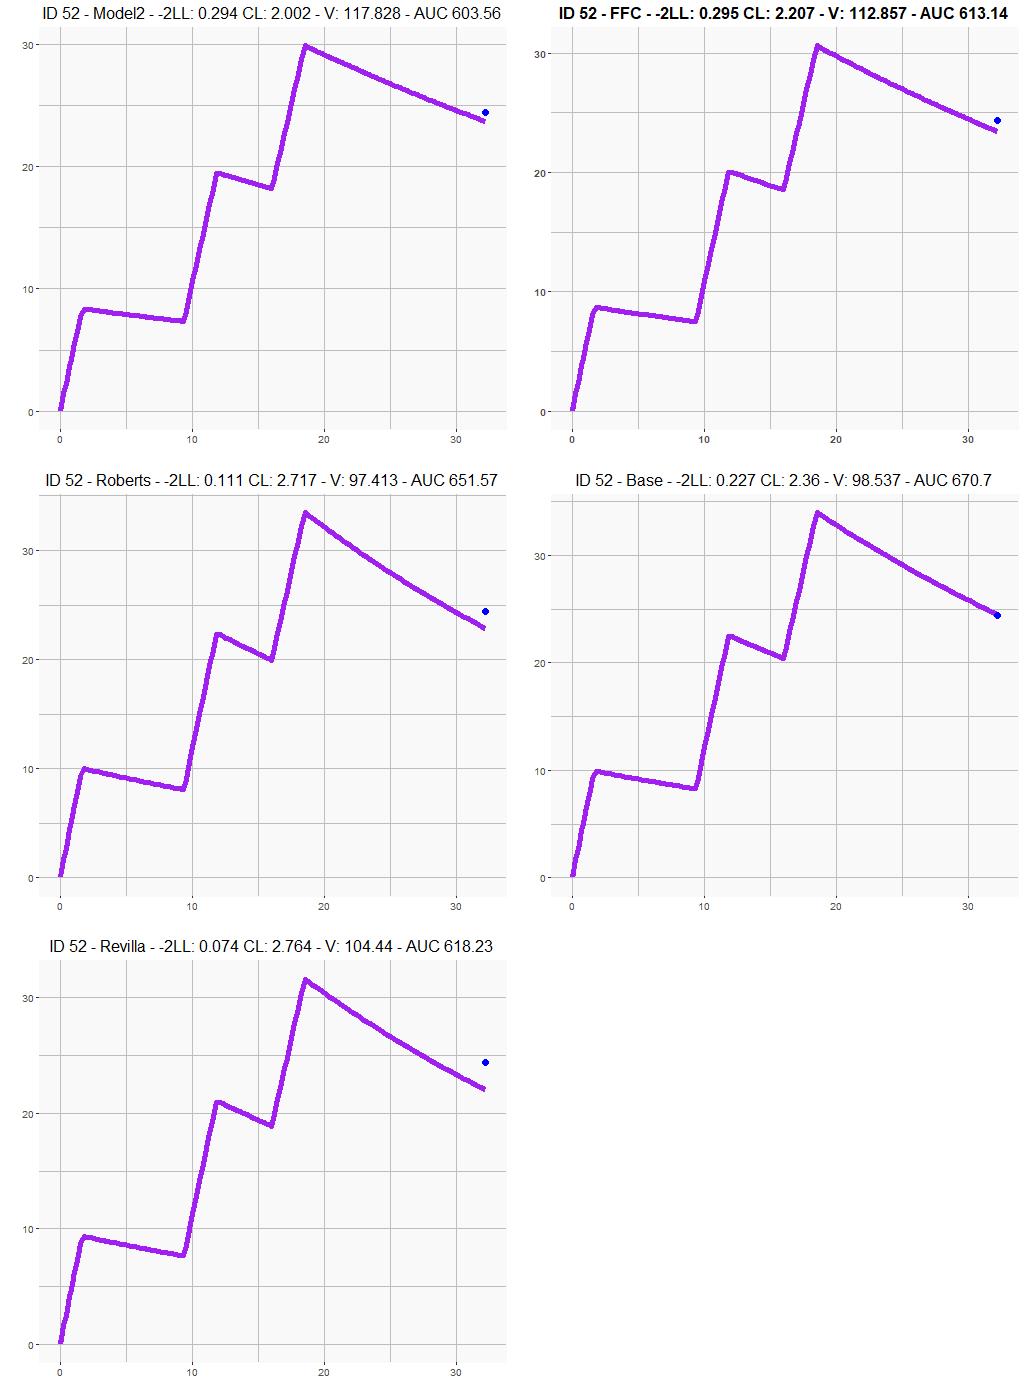 ID 52 - Model2 - -2LL: 0.294 CL: 2.002 - V: 117.828 - AUC 603.56
30
20
10
0
0 10 20 30
ID 52 - FFC - -2LL: 0.295 CL: 2.207 - V: 112.857 - AUC 613.14
30
20
10
0
0 10 20 30
ID 52 - Roberts - -2LL: 0.111 CL: 2.717 - V: 97.413 - AUC 651.57
30
20
10
0
0 10 20 30
ID 52 - Base - -2LL: 0.227 CL: 2.36 - V: 98.537 - AUC 670.7
30
20
10
0
0 10 20 30
ID 52 - Revilla - -2LL: 0.074 CL: 2.764 - V: 104.44 - AUC 618.23
30
20
10
0
0 10 20 30